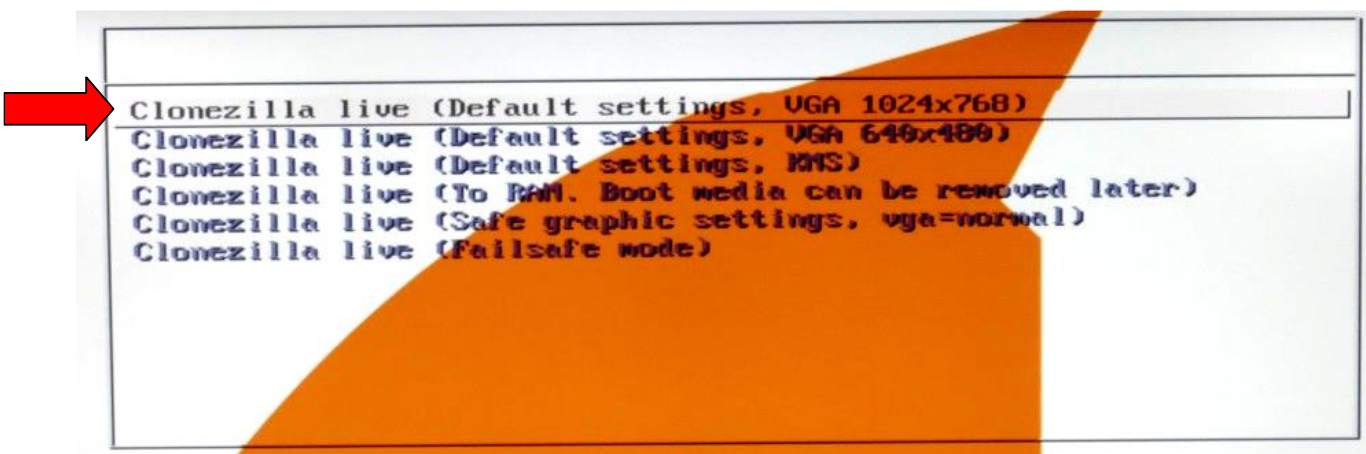 Clonezilla live (Default settings, VGA 1024x768)
Clonezilla live (Default settings, VGA 640x480)
Clonezilla live (Default settings, KMS)
Clonezilla live (To RAM. Boot media can be removed later)
Clonezilla live (Safe graphic settings, vga=normal)
Clonezilla live (Failsafe mode)